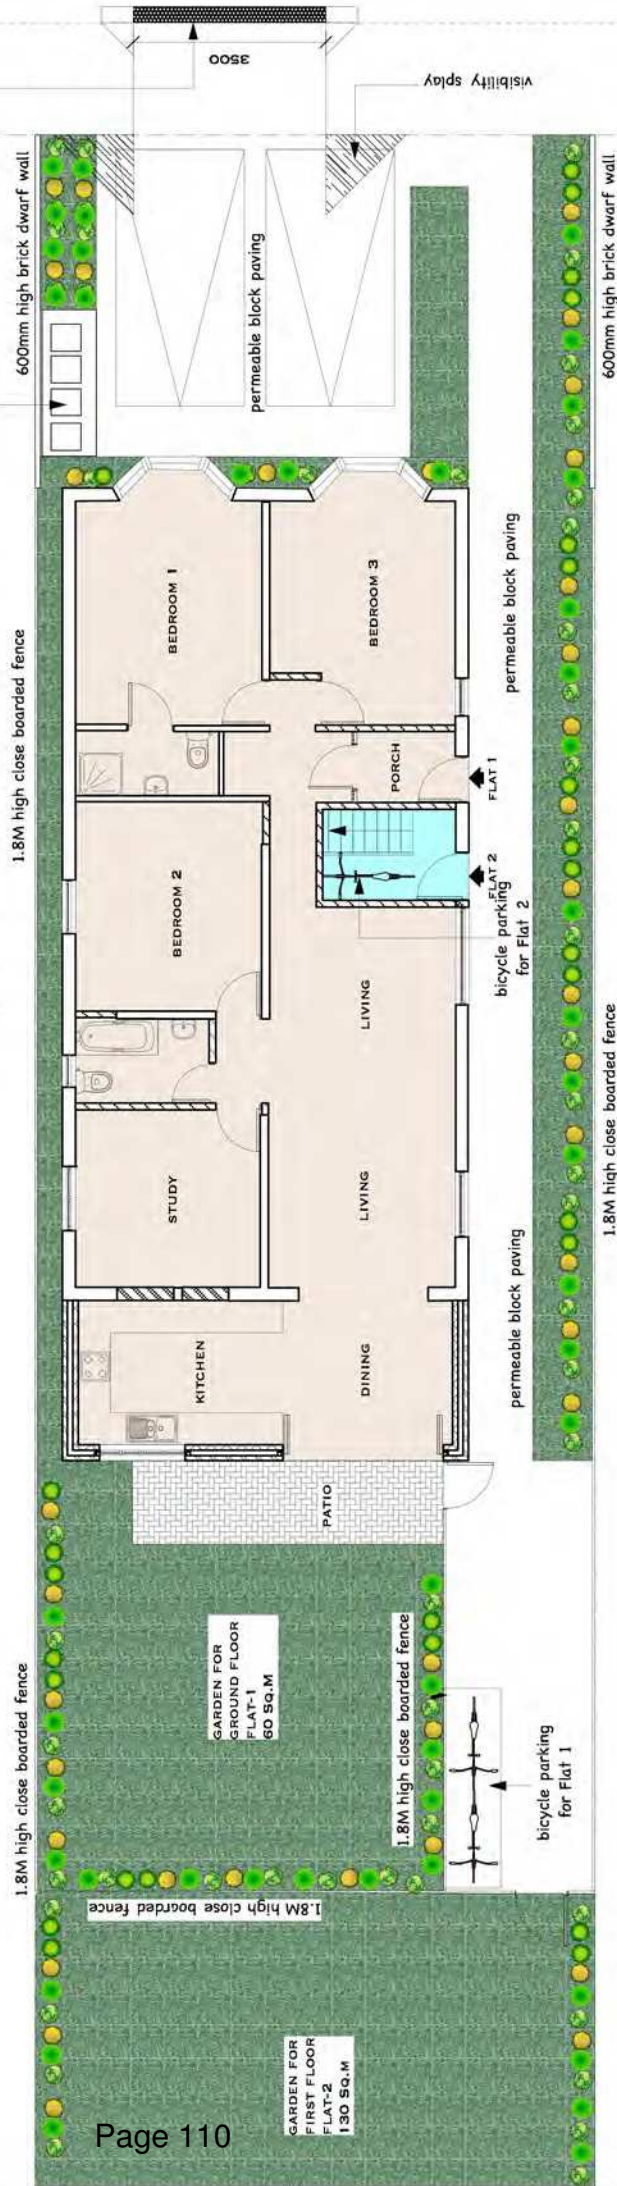 3500
visibility splay
600mm high brick dwarf wall
600mm high brick dwarf wall
permeable block paving
1.8M high close boarded fence
BEDROOM 1
BEDROOM 3
permeable block paving
PORCH
FLAT 1
FLAT 2
bicycle parking
for Flat 2
BEDROOM 2
LIVING
STUDY
LIVING
1.8M high close boarded fence
KITCHEN
DINING
permeable block paving
PATIO
1.8M high close boarded fence
GARDEN FOR
GROUND FLOOR
FLAT-1
60 SQ.M
1.8M high close boarded fence
bicycle parking
for Flat 1
1.8M high close boarded fence
GARDEN FOR
FIRST FLOOR
FLAT-2
130 SQ.M
Page 110